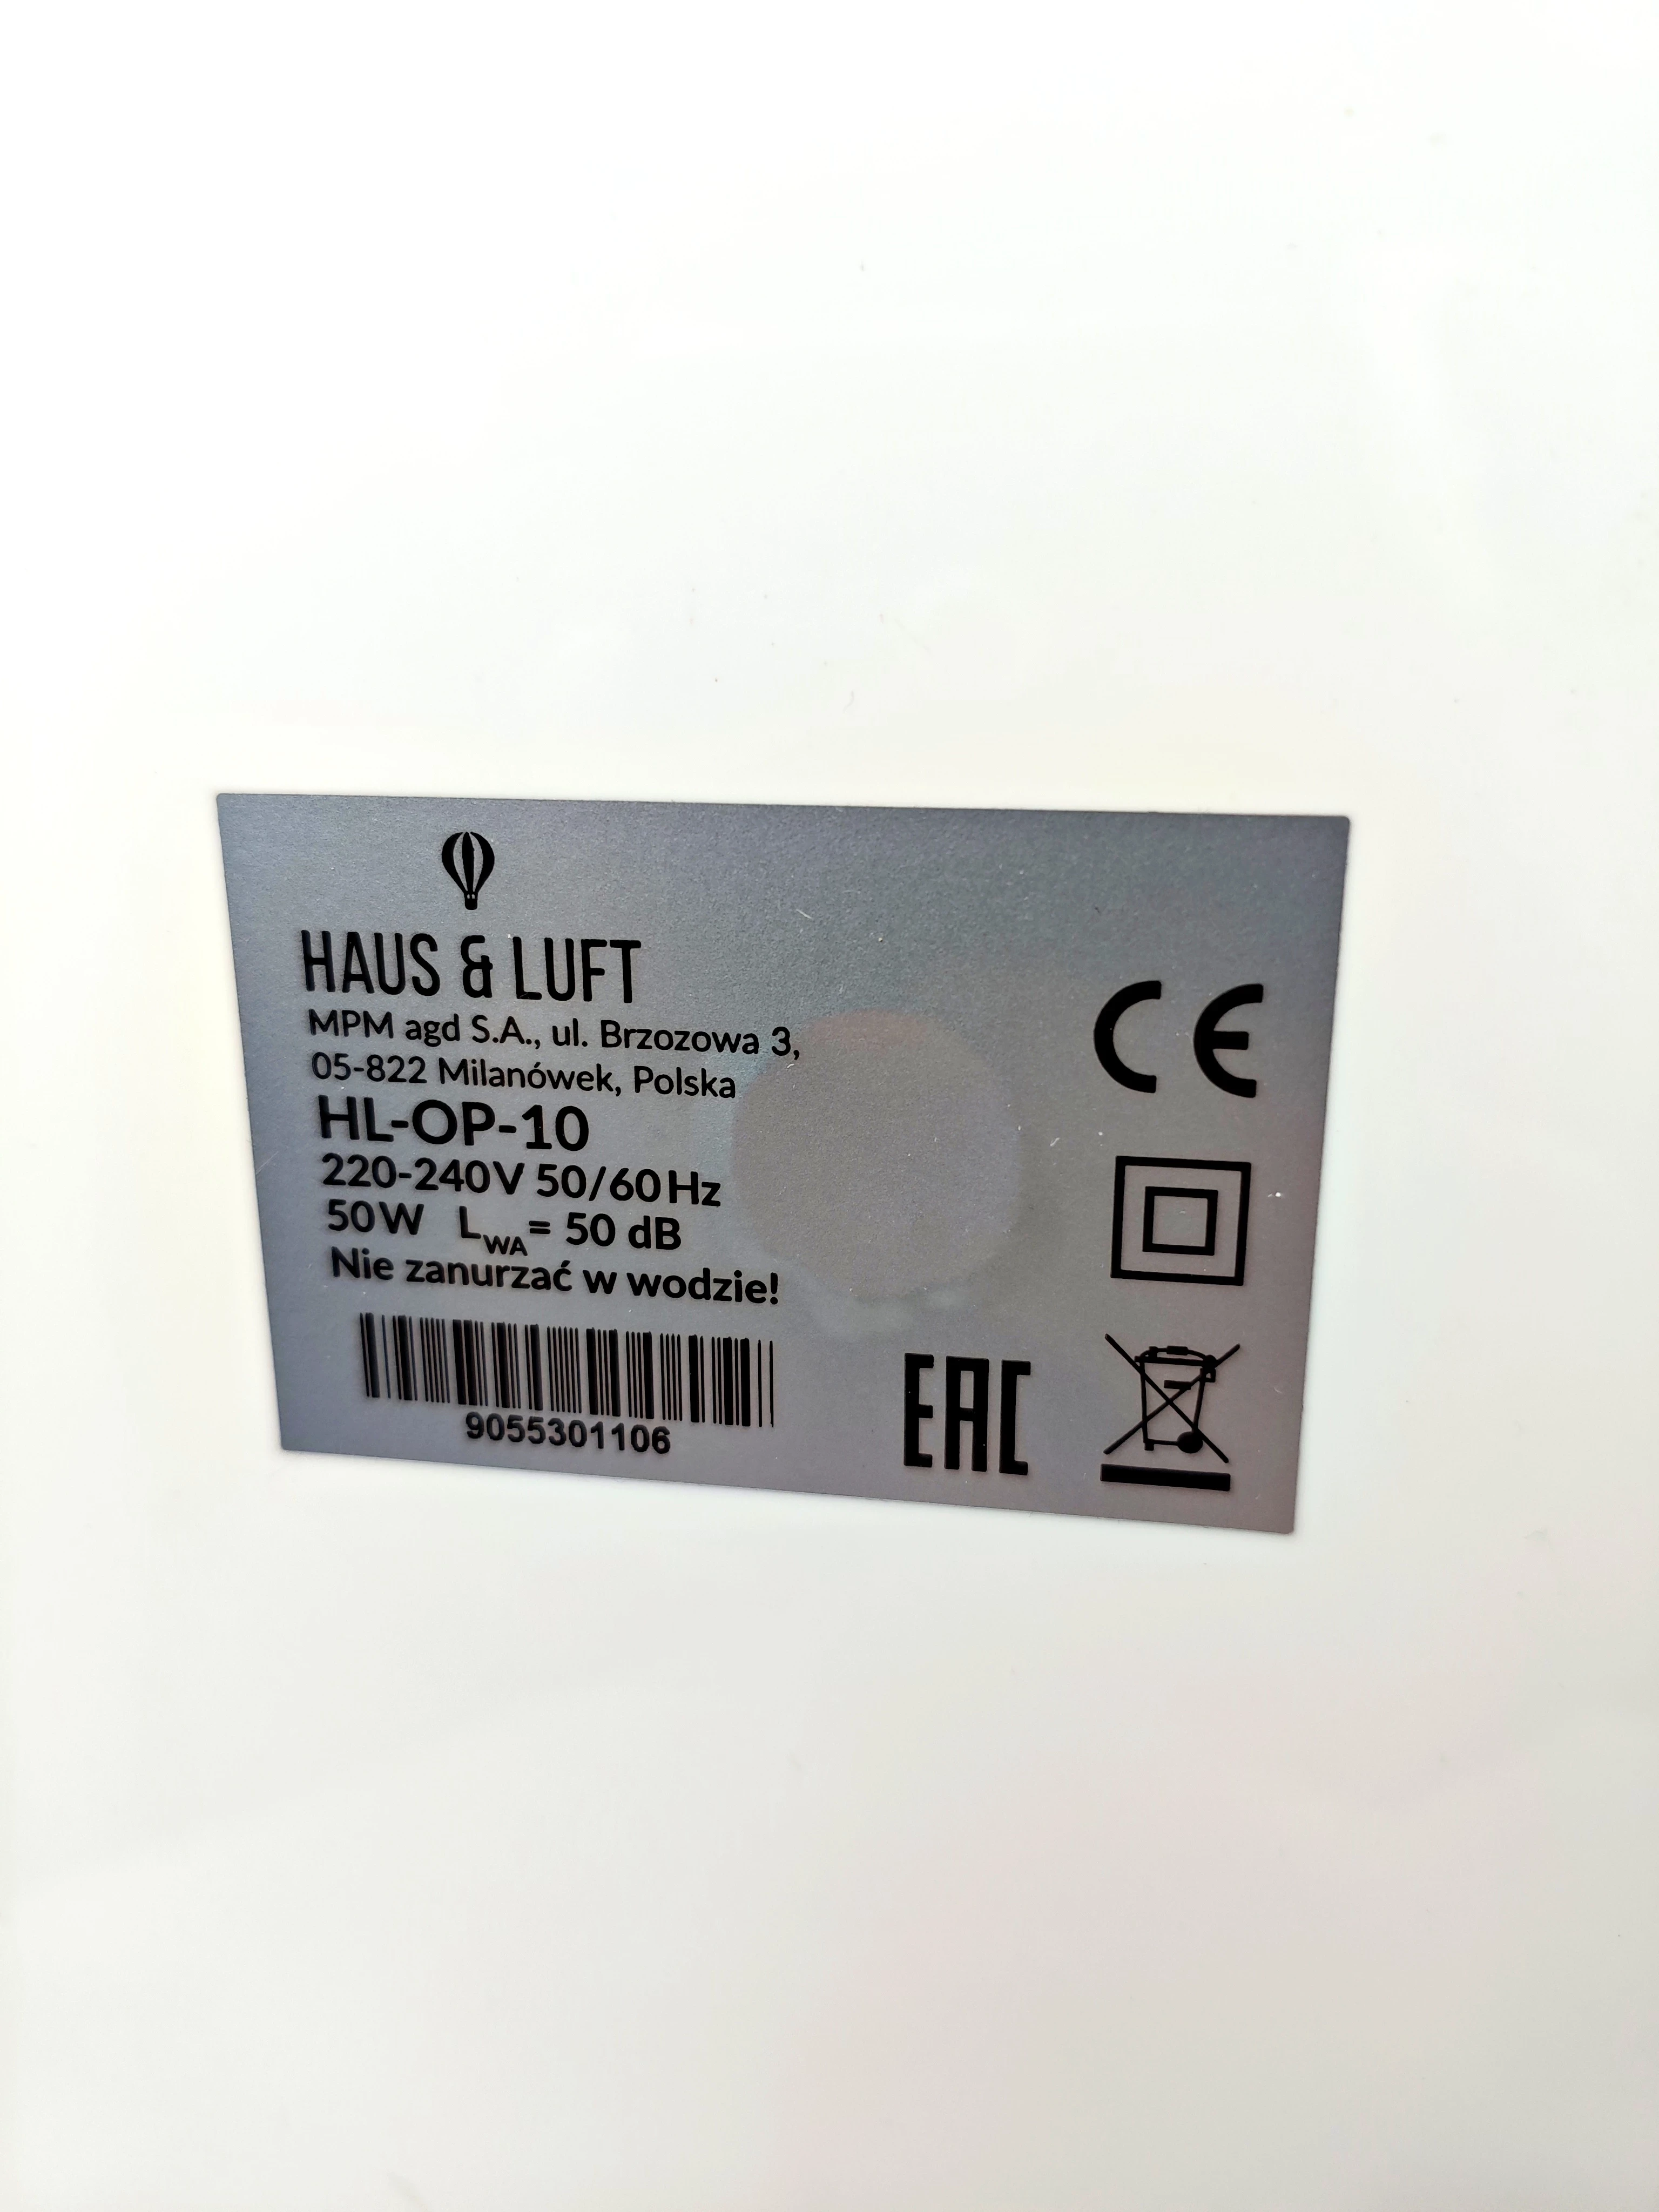 HAUS & LUFT
MPM agd S.A., ul. Brzozowa 3,
05-822 Milanówek, Polska
HL-OP-10
220-240V 50/60Hz
50W LWA= 50 dB
Nie zanurzać w wodzie!
9055301106
CE
EAC